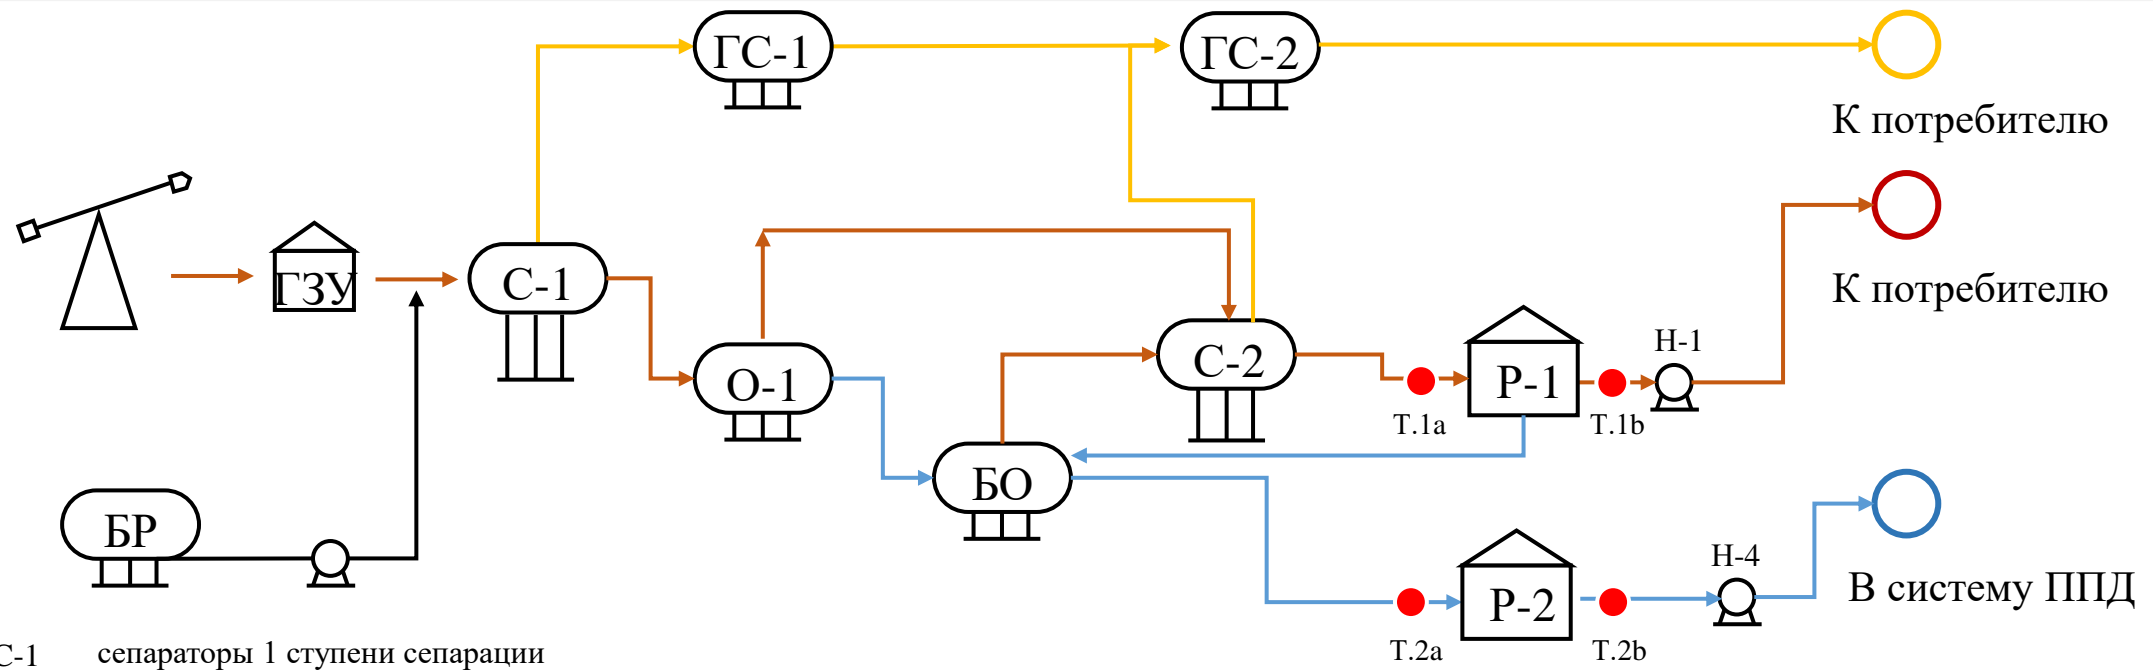 ГС-1
ГС-2
К потребителю
ГЗУ
С-1
К потребителю
О-1
С-2
Т.1а
Р-1
Т.1b
Н-1
БО
БР
Т.2а
Р-2
Т.2b
Н-4
В систему ППД
С-1 сепараторы 1 ступени сепарации